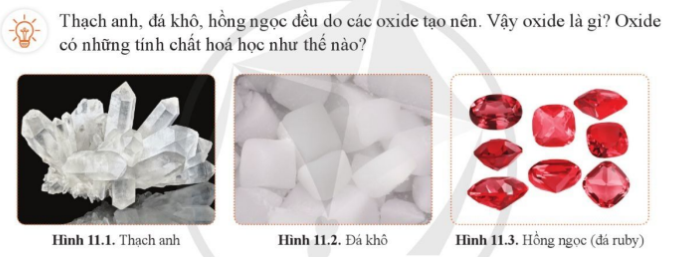 Thạch anh, đá khô, hồng ngọc đều do các oxide tạo nên. Vậy oxide là gì? Oxide
có những tính chất hoá học như thế nào?
Hình 11.1. Thạch anh
Hình 11.2. Đá khô
Hình 11.3. Hồng ngọc (đá ruby)